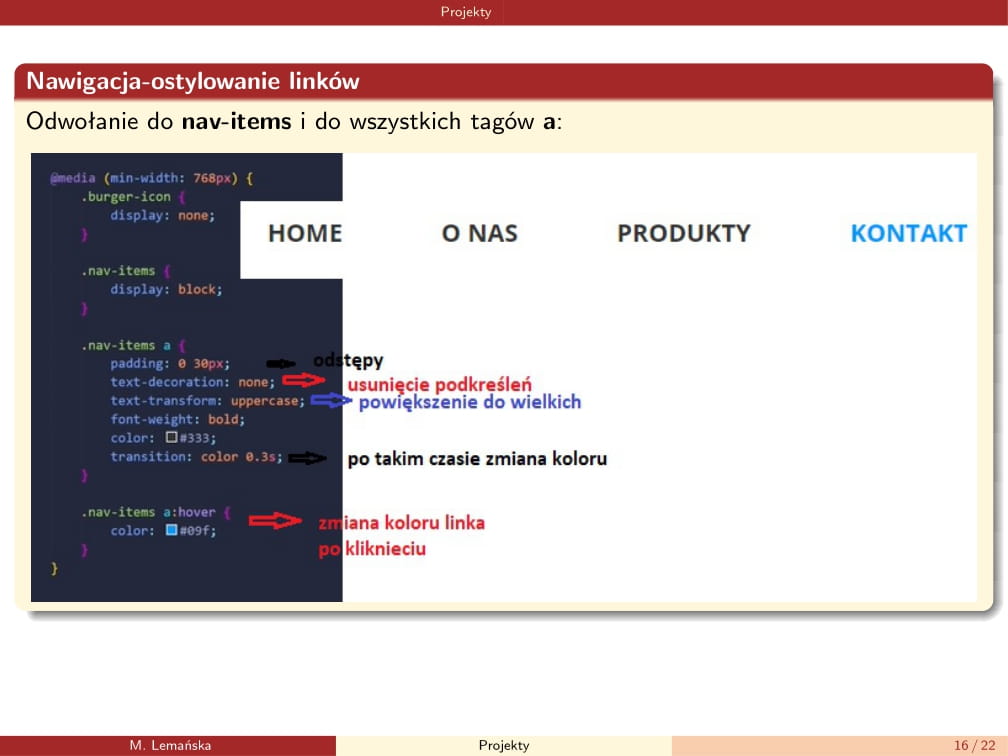 Projekty
Nawigacja-ostylowanie linków
Odwołanie do nav-items i do wszystkich tagów a:
@media (min-width: 768px) {
.burger-icon {
display: none;
}
HOME O NAS PRODUKTY KONTAKT
.nav-items {
display: block;
}
.nav-items a {
padding: 0 30px; odstępy
text-decoration: none; usunięcie podkreśleń
text-transform: uppercase; powiększenie do wielkich
font-weight: bold;
color: #333;
transition: color 0.3s; po takim czasie zmiana koloru
}
.nav-items a:hover { zmiana koloru linka
color: #09f;
po kliknieciu
}
}
M. Lemańska Projekty 16 / 22